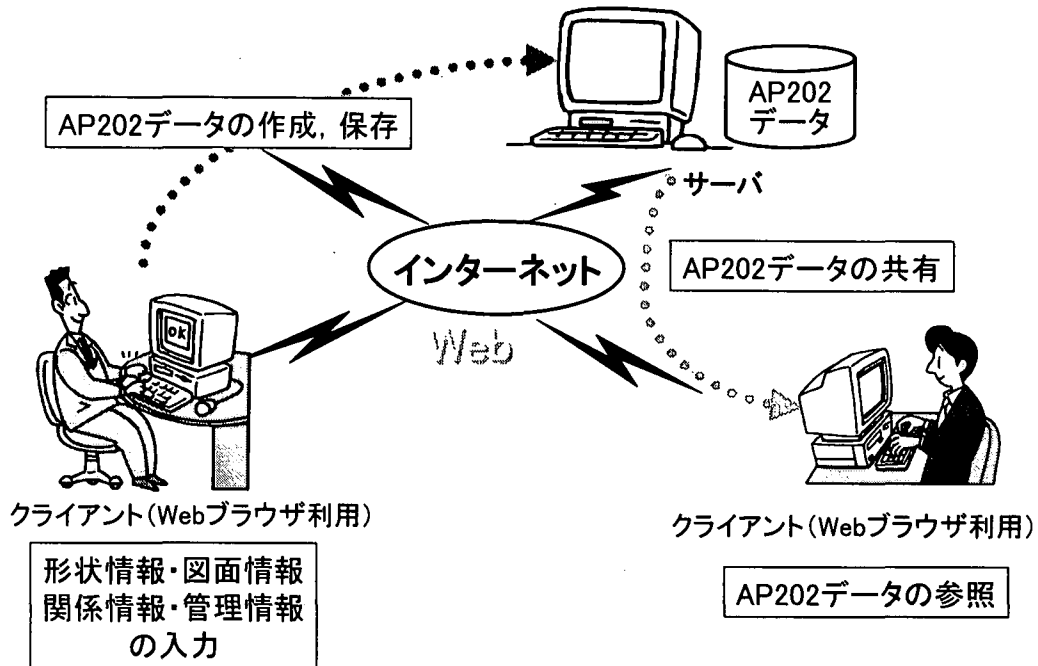 AP202
データ
AP202データの作成, 保存
サーバ
インターネット
AP202データの共有
Web
OK
クライアント(Webブラウザ利用)
形状情報・図面情報
関係情報・管理情報
の入力
クライアント(Webブラウザ利用)
AP202データの参照